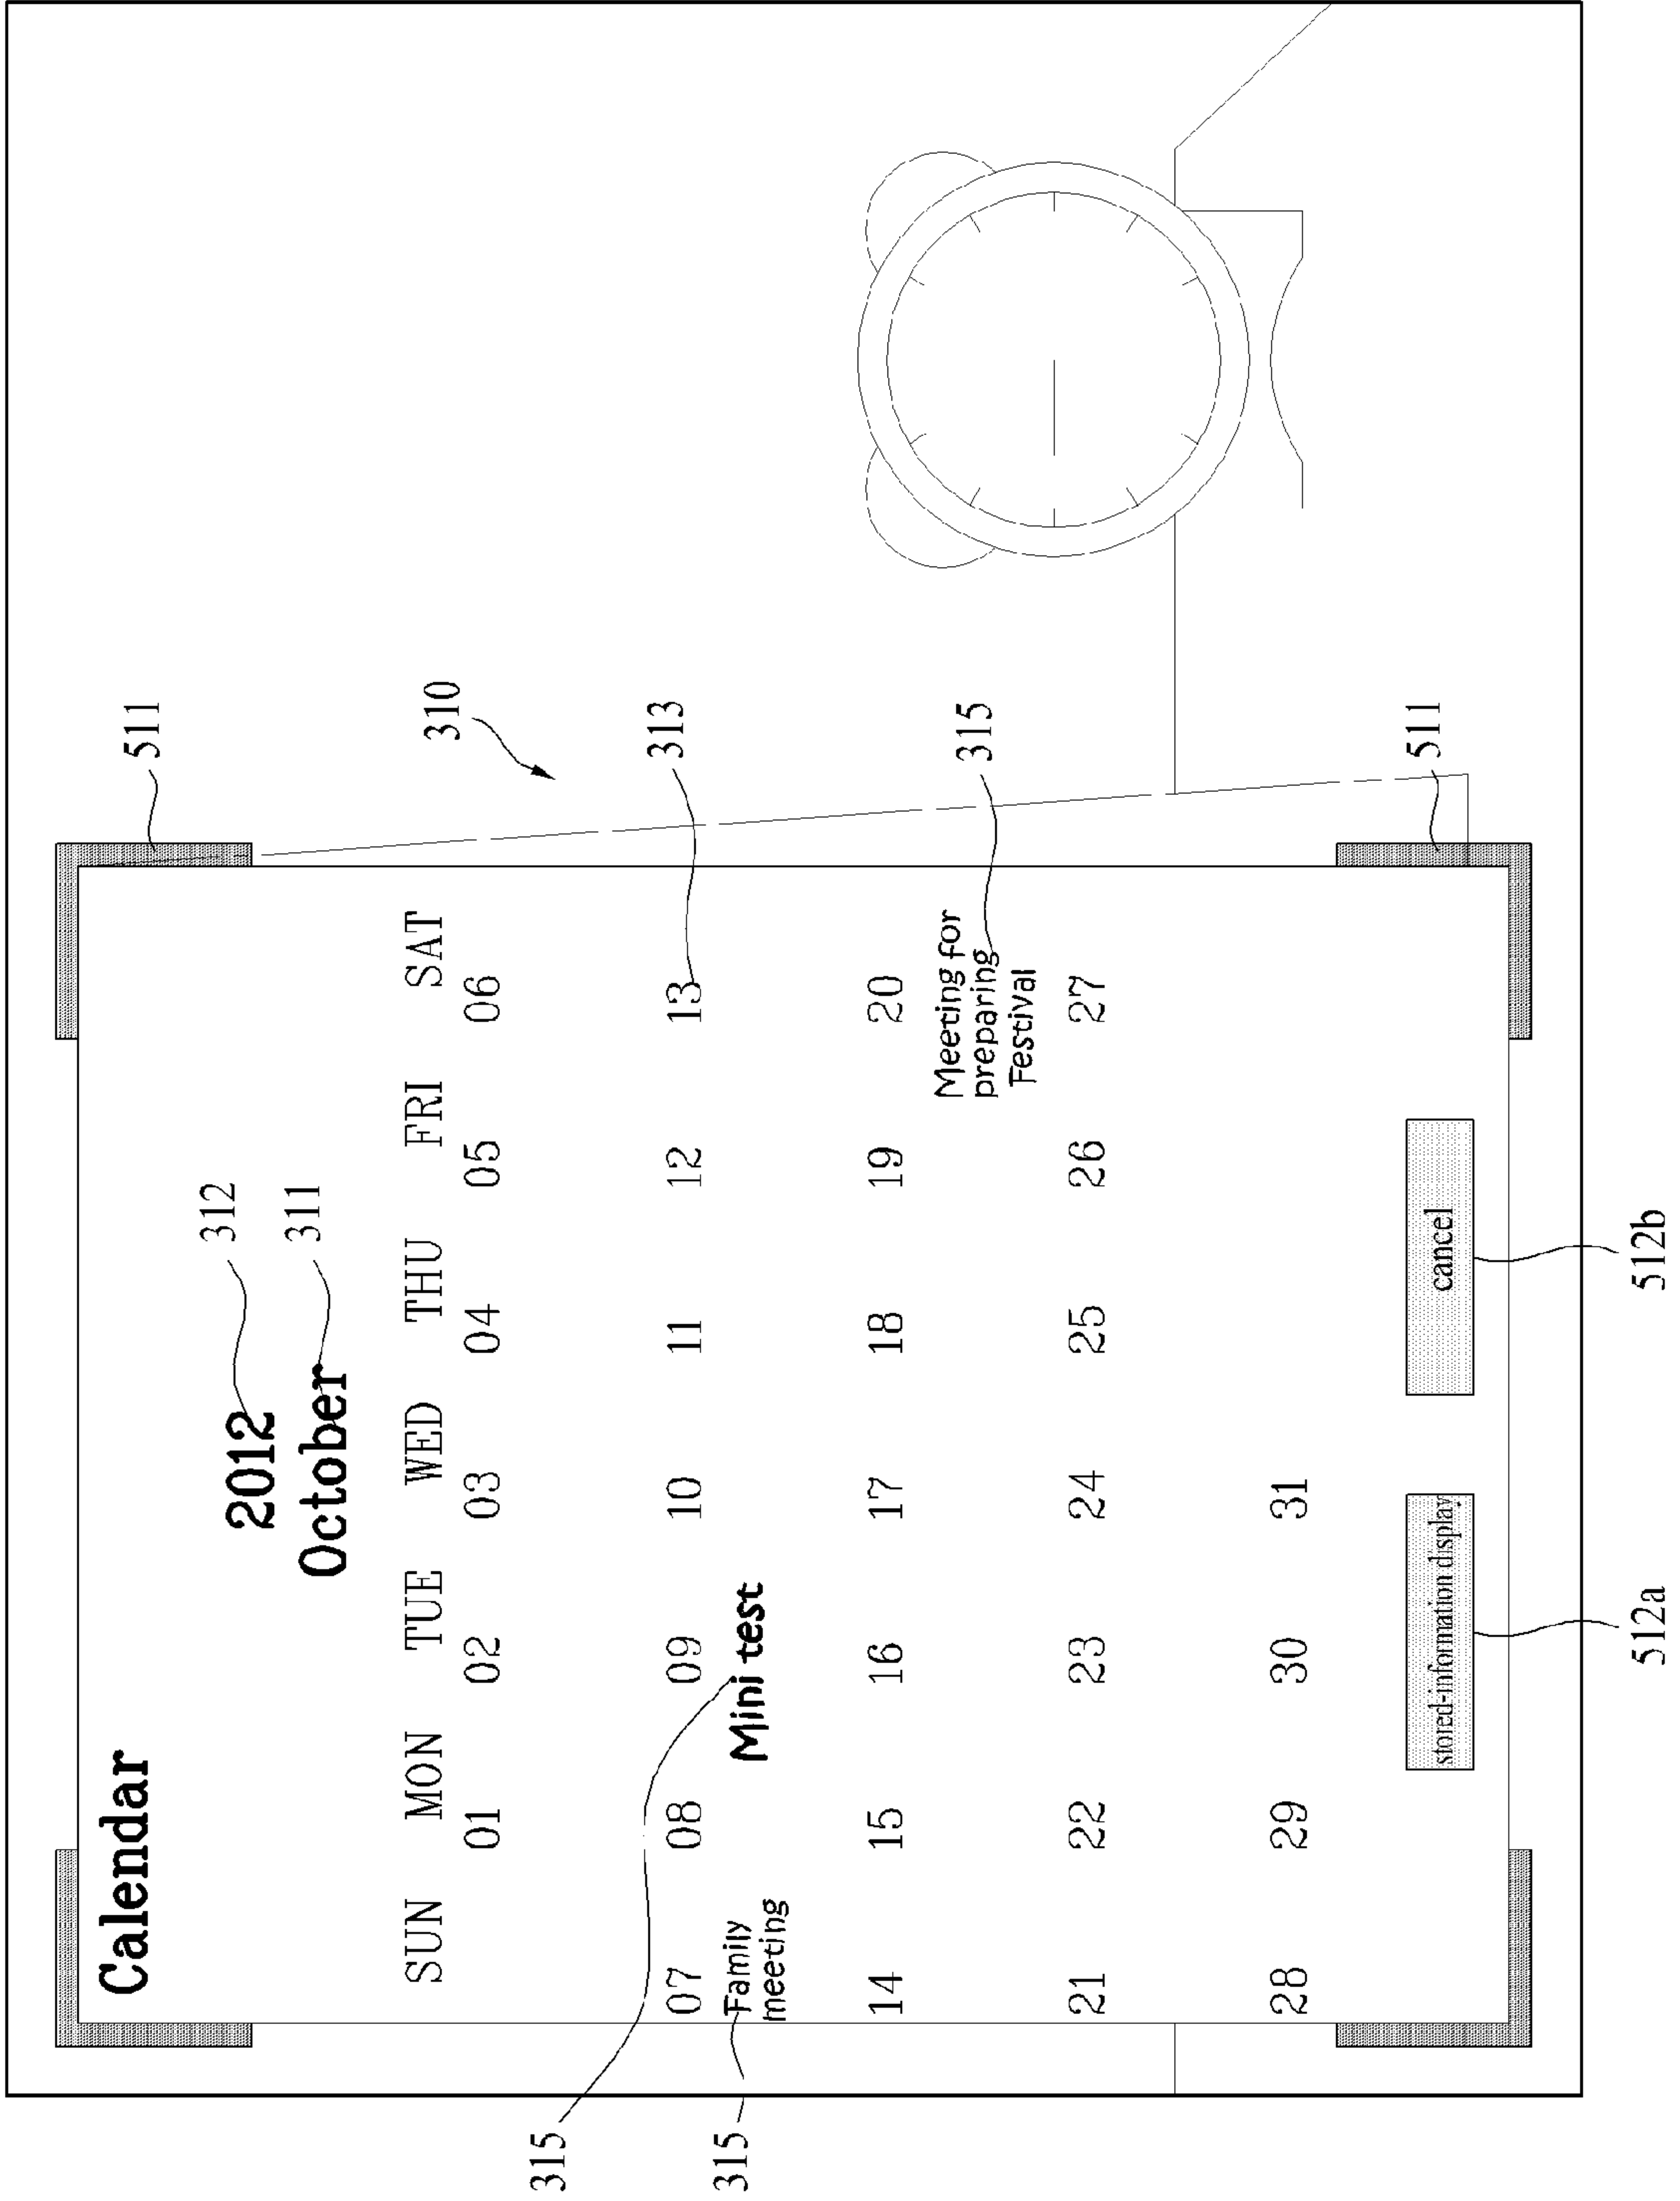 Calendar
511
2012
312
October
311
310
SUN MON TUE WED THU FRI SAT
01 02 03 04 05 06
315
07 08 09 10 11 12 13
313
315
Family
meeting
Mini test
14 15 16 17 18 19 20
Meeting for
preparing
Festival
315
21 22 23 24 25 26 27
28 29 30 31
stored-information display
cancel
511
512a
512b